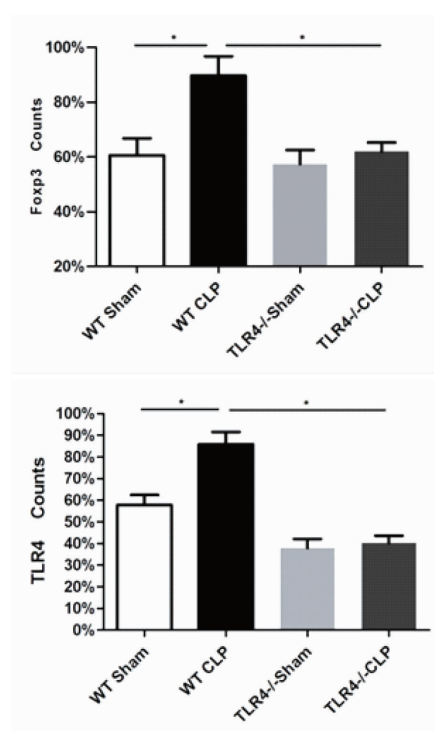 100%
80%
60%
40%
20%
Foxp3 Counts
* *
WT Sham
WT CLP
TLR4-/-Sham
TLR4-/-CLP
100%
90%
80%
70%
60%
50%
40%
30%
20%
10%
0%
TLR4 Counts
* *
WT Sham
WT CLP
TLR4-/-Sham
TLR4-/-CLP